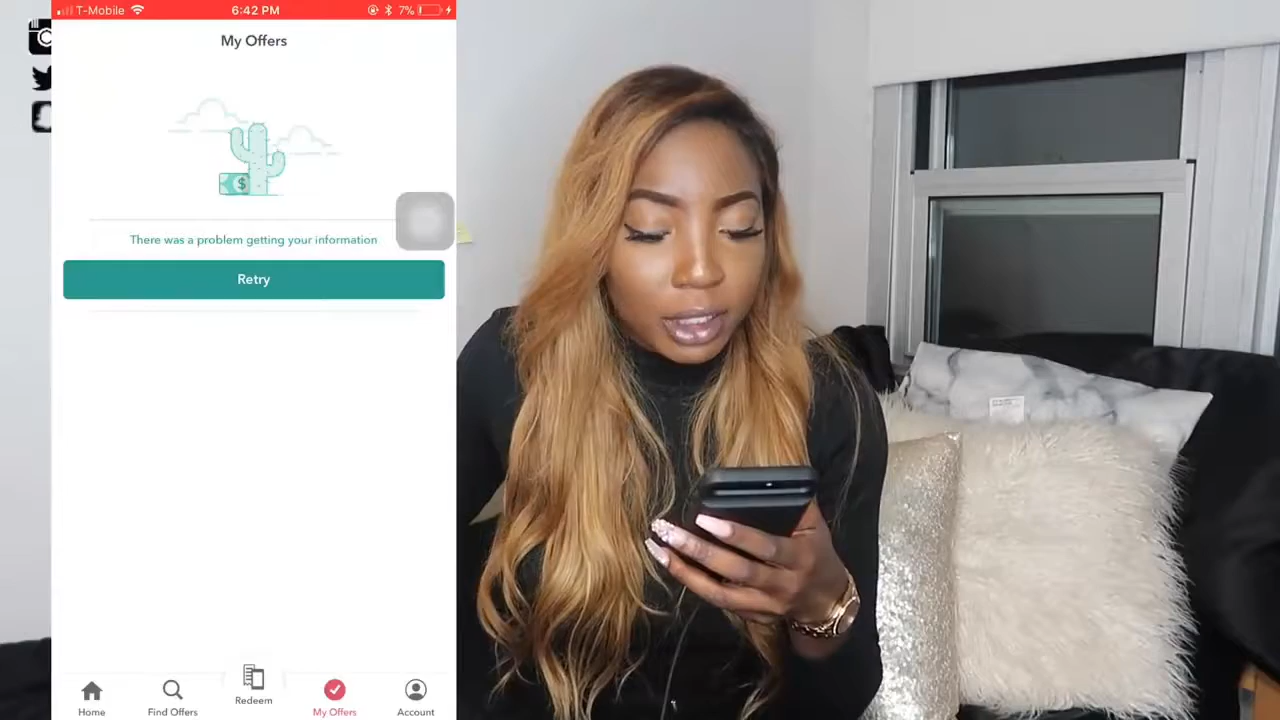 T-Mobile 6:42 PM 7%
My Offers
$
There was a problem getting your information
Retry
Home Find Offers Redeem My Offers Account